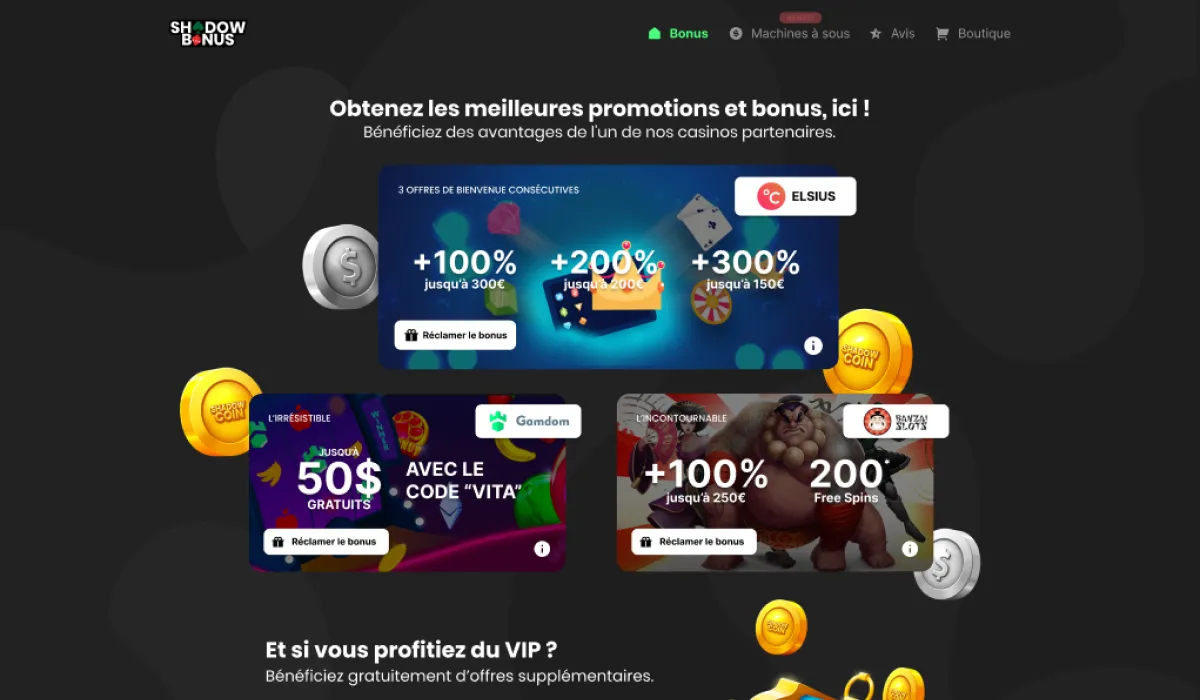 SHADOW
BONUS
Bonus
Machines à sous
Avis
Boutique
Obtenez les meilleures promotions et bonus, ici !
Bénéficiez des avantages de l'un de nos casinos partenaires.
3 OFFRES DE BIENVENUE CONSÉCUTIVES
°C ELSIUS
+100%
jusqu'à 300€
+200%
jusqu'à 200€
+300%
jusqu'à 150€
Réclamer le bonus
SHADOW
COIN
SHADOW
COIN
L'IRRÉSISTIBLE
Gamdom
JUSQU'À
50$
GRATUITS
AVEC LE
CODE “VITA”
Réclamer le bonus
L'INCONTOURNABLE
BANZAI
SLOTS
+100%
jusqu'à 250€
200*
Free Spins
Réclamer le bonus
Et si vous profitiez du VIP ?
Bénéficiez gratuitement d’offres supplémentaires.